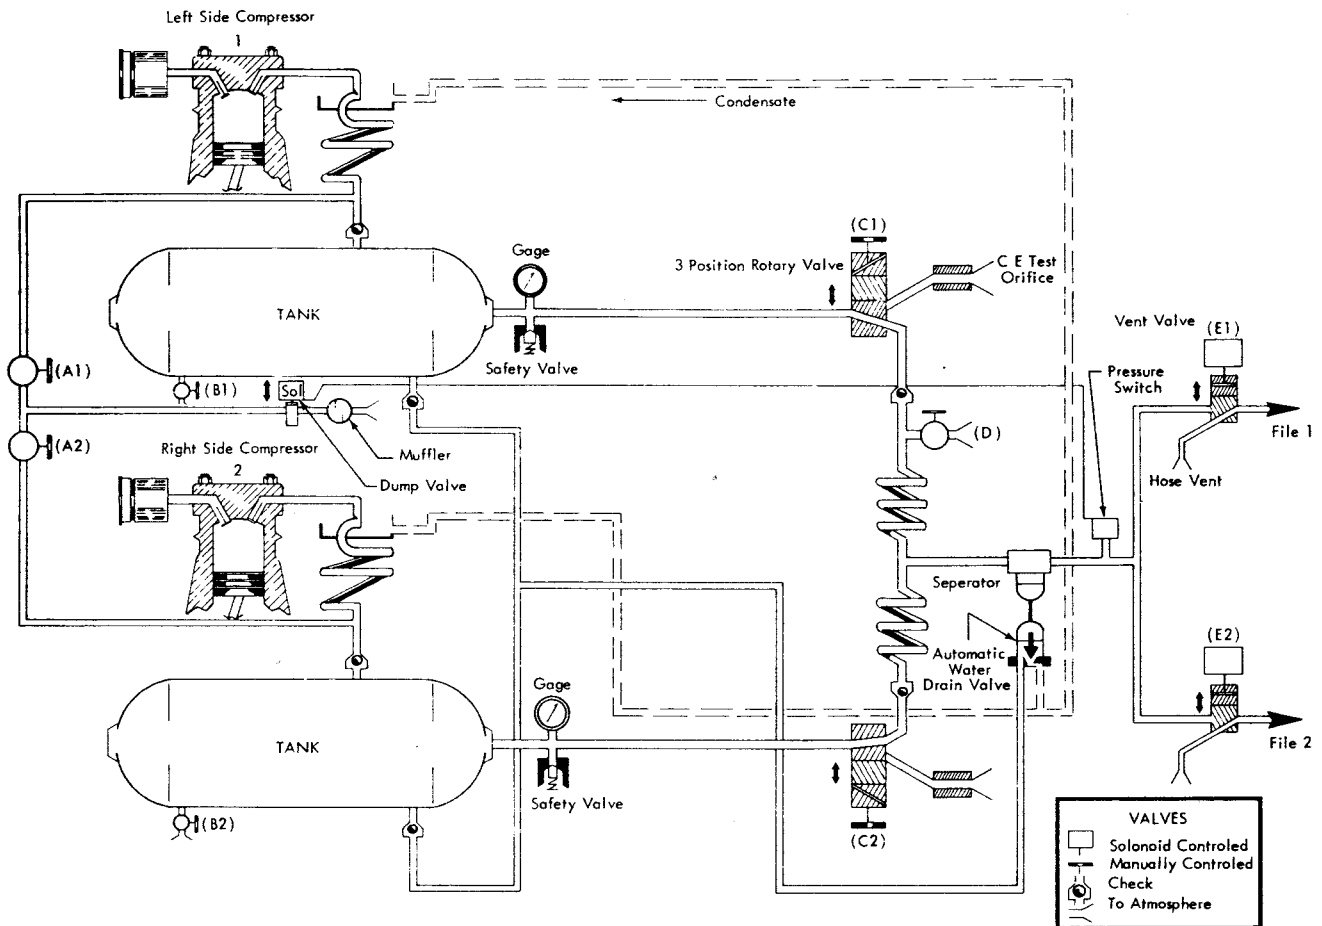 Left Side Compressor
1
Condensate
(C1)
Gage
3 Position Rotary Valve
C E Test
Orifice
TANK
Vent Valve
(E1)
Safety Valve
Pressure
Switch
(A1)
(B1)
Sol
File 1
(A2)
Right Side Compressor
2
Muffler
(D)
Dump Valve
Hose Vent
Seperator
(E2)
Automatic
Water
Drain Valve
Gage
TANK
File 2
Safety Valve
(B2)
(C2)
VALVES
Solonoid Controled
Manually Controled
Check
To Atmosphere